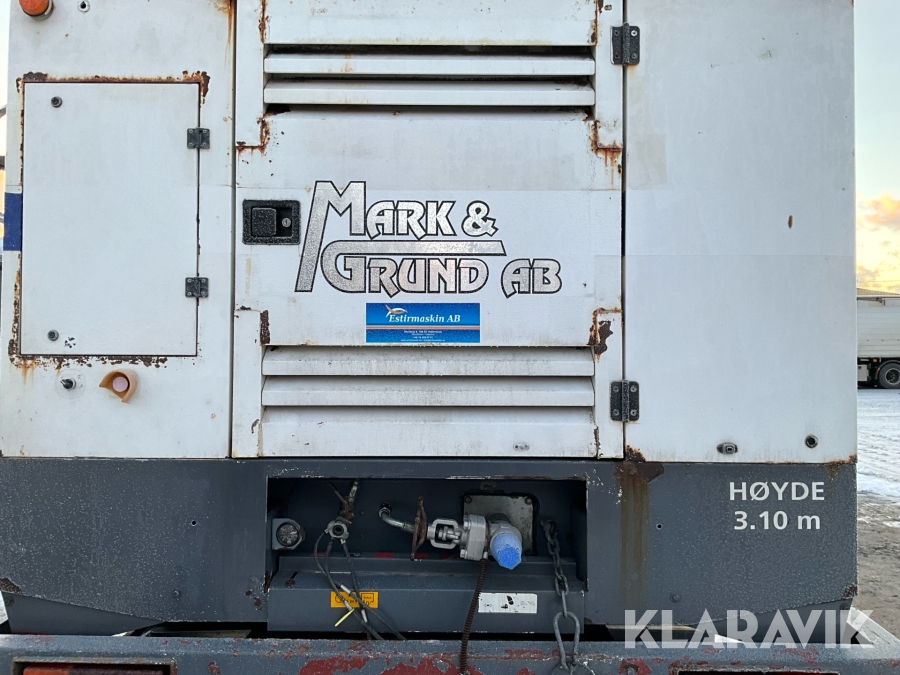 MARK &
GRUND AB
Estirmaskin AB
HØYDE
3.10 m
KLARAVIK